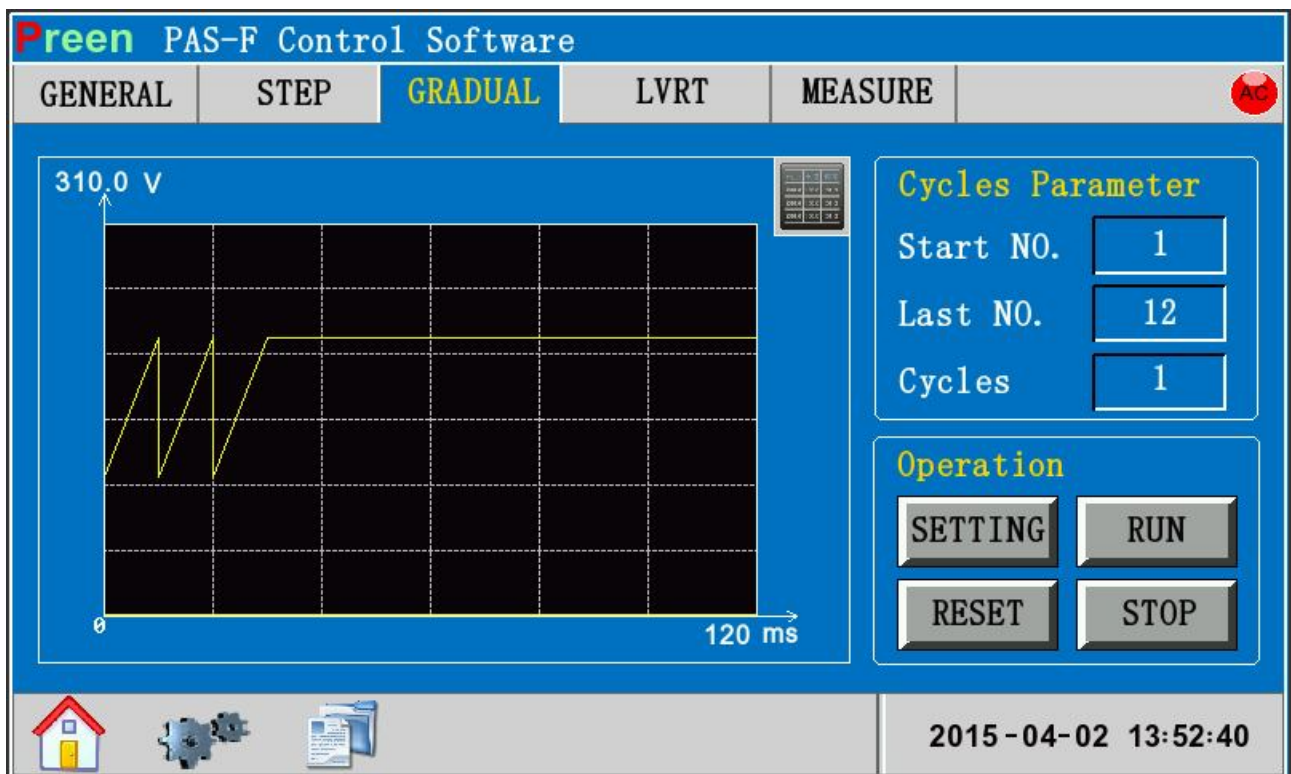 Preen PAS-F Control Software
GENERAL STEP GRADUAL LVRT MEASURE AC
310.0 V
0
120 ms
Cycles Parameter
Start NO. 1
Last NO. 12
Cycles 1
Operation
SETTING RUN
RESET STOP
2015-04-02 13:52:40